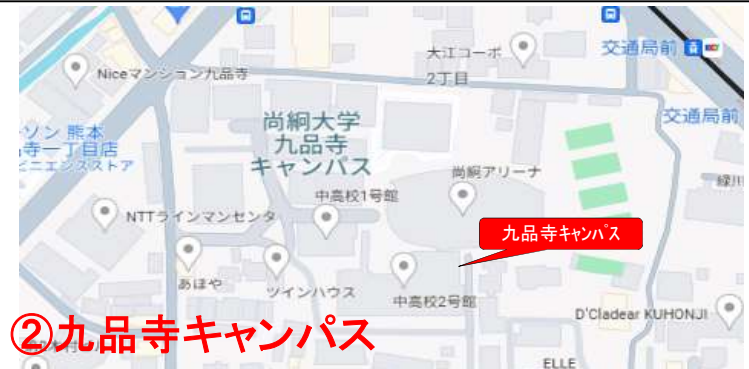 大江コーポ
2丁目
交通局前
Niceマンション九品寺
交通局前
ソン 熊本
寺一丁目店
ビニエンスストア
尚絅大学
九品寺
キャンパス
尚絅アリーナ
中高校1号館
緑川
NTTラインマンセンタ
九品寺キャンパス
あほや
ツインハウス
中高校2号館
D'Cladear KUHONJI
②九品寺キャンパス
ELLE